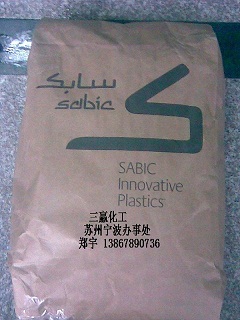 سابك
sabic
SABIC
Innovative
Plastics
三赢化工
苏州宁波办事处
郑宇 13867890736